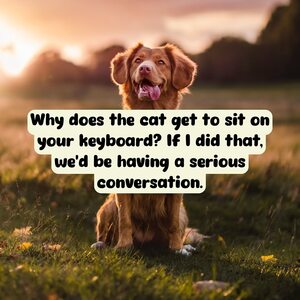 Why does the cat get to sit on
your keyboard? If I did that,
we'd be having a serious
conversation.